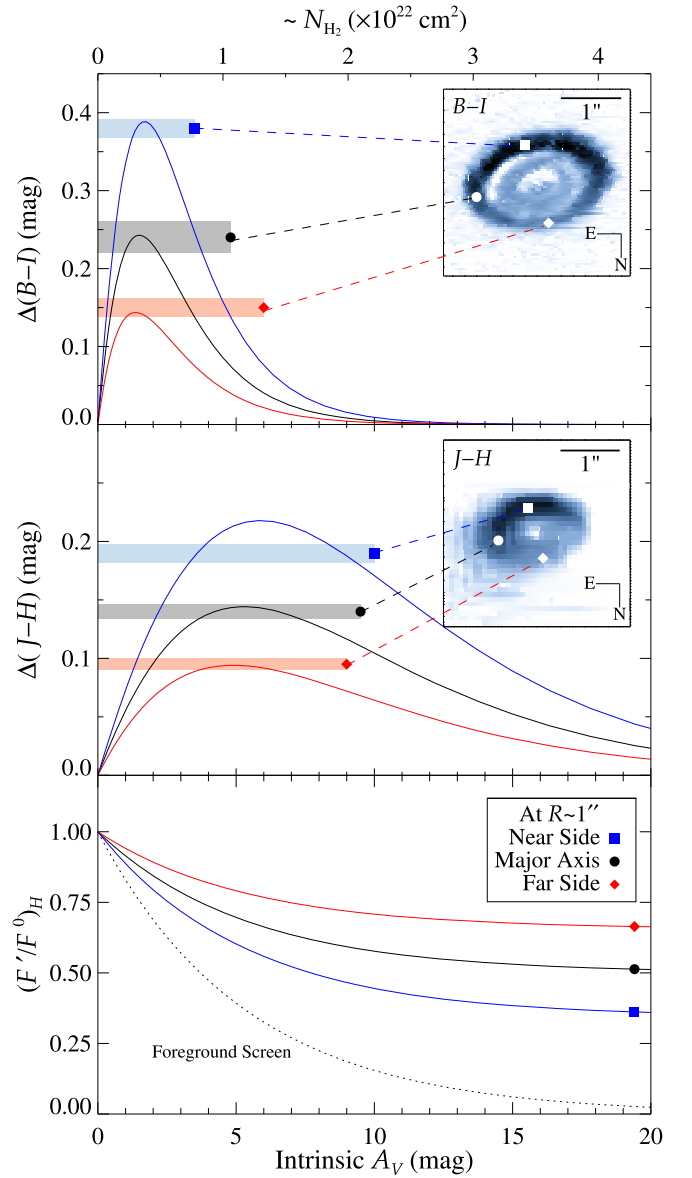 ~ N_H₂ (×10²² cm²)
0 1 2 3 4
0.4
0.3
0.2
0.1
0.0
Δ(B−I) (mag)
B−I
1"
E
N
0.2
0.1
0.0
Δ(J−H) (mag)
J−H
1"
E
N
1.00
0.75
0.50
0.25
0.00
(F′/F⁰)_H
At R~1″
Near Side
Major Axis
Far Side
Foreground Screen
0 5 10 15 20
Intrinsic A_V (mag)